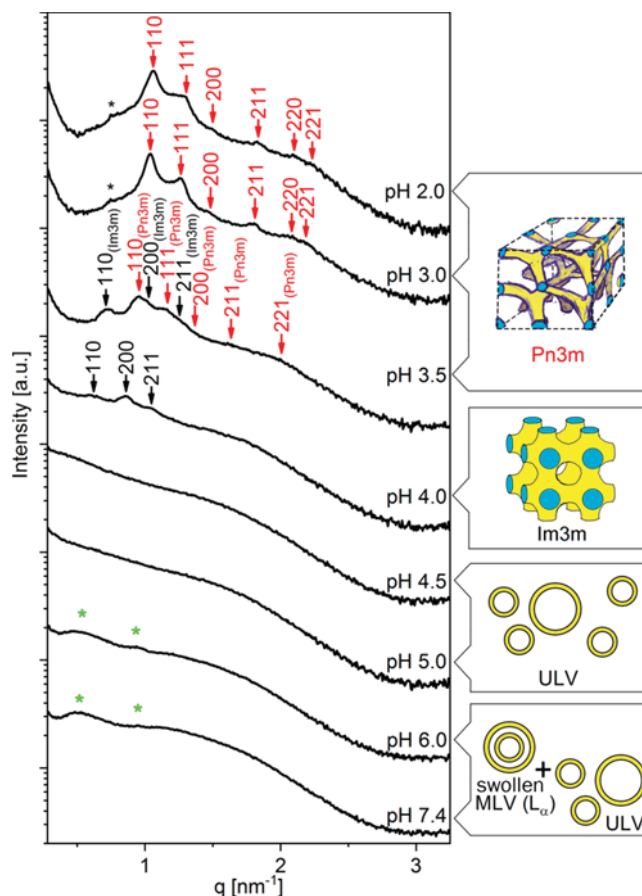 110
111
200
211
220
221
*
pH 2.0
110
111
200
211
220
221
*
pH 3.0
110(Im3m)
110(Pn3m)
200(Im3m)
111(Pn3m)
211(Im3m)
200(Pn3m)
211(Pn3m)
221(Pn3m)
pH 3.5
Pn3m
110
200
211
pH 4.0
Im3m
pH 4.5
pH 5.0
ULV
* *
pH 6.0
* *
pH 7.4
swollen
MLV (Lα)
+
ULV
Intensity [a.u.]
1 2 3
q [nm⁻¹]